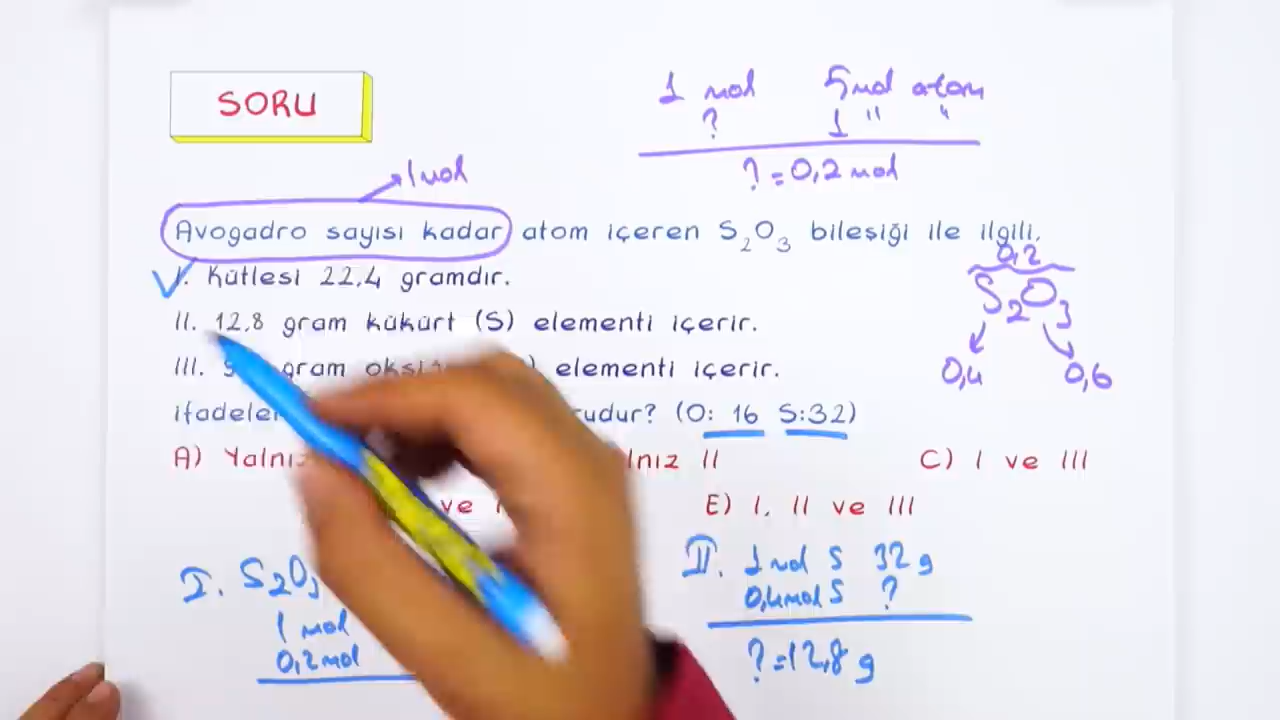 SORU
1 mol 5 mol atom
? 1 " "
? = 0,2 mol
1 mol
Avogadro sayısı kadar atom içeren S2O3 bileşiği ile ilgili,
0,2
S2O3
0,4 0,6
I. Kütlesi 22,4 gramdır.
II. 12,8 gram kükürt (S) elementi içerir.
III. gram elementi içerir.
(O: 16 S:32)
A) II C) I ve III
ve E) I, II ve III
I. S2O3
1 mol
0,2 mol
II. 1 mol S 32 g
0,4 mol S ?
? = 12,8 g